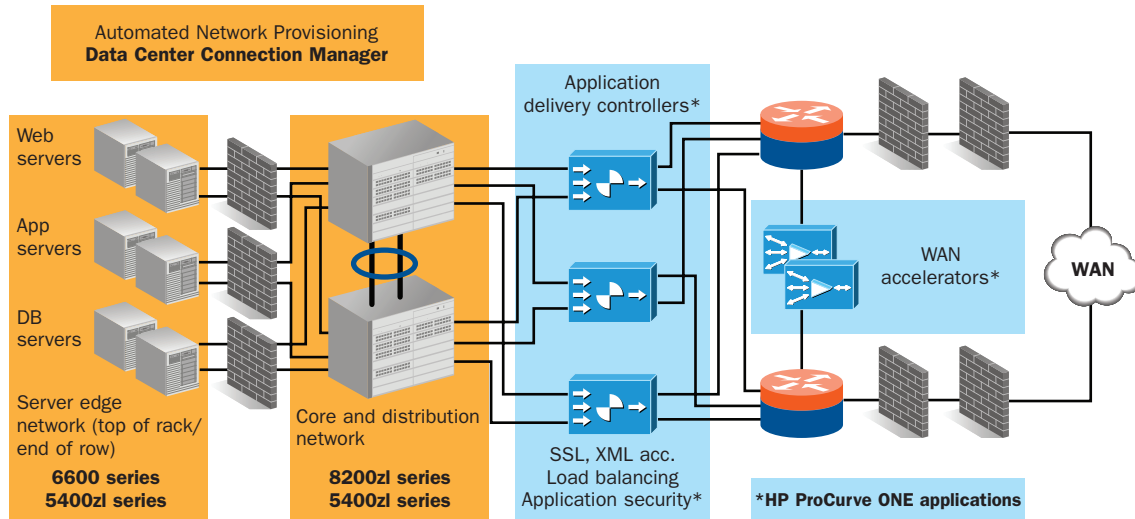 Automated Network Provisioning
Data Center Connection Manager
Web
servers
App
servers
DB
servers
Server edge
network (top of rack/
end of row)
6600 series
5400zl series
Core and distribution
network
8200zl series
5400zl series
Application
delivery controllers*
SSL, XML acc.
Load balancing
Application security*
WAN
accelerators*
WAN
*HP ProCurve ONE applications